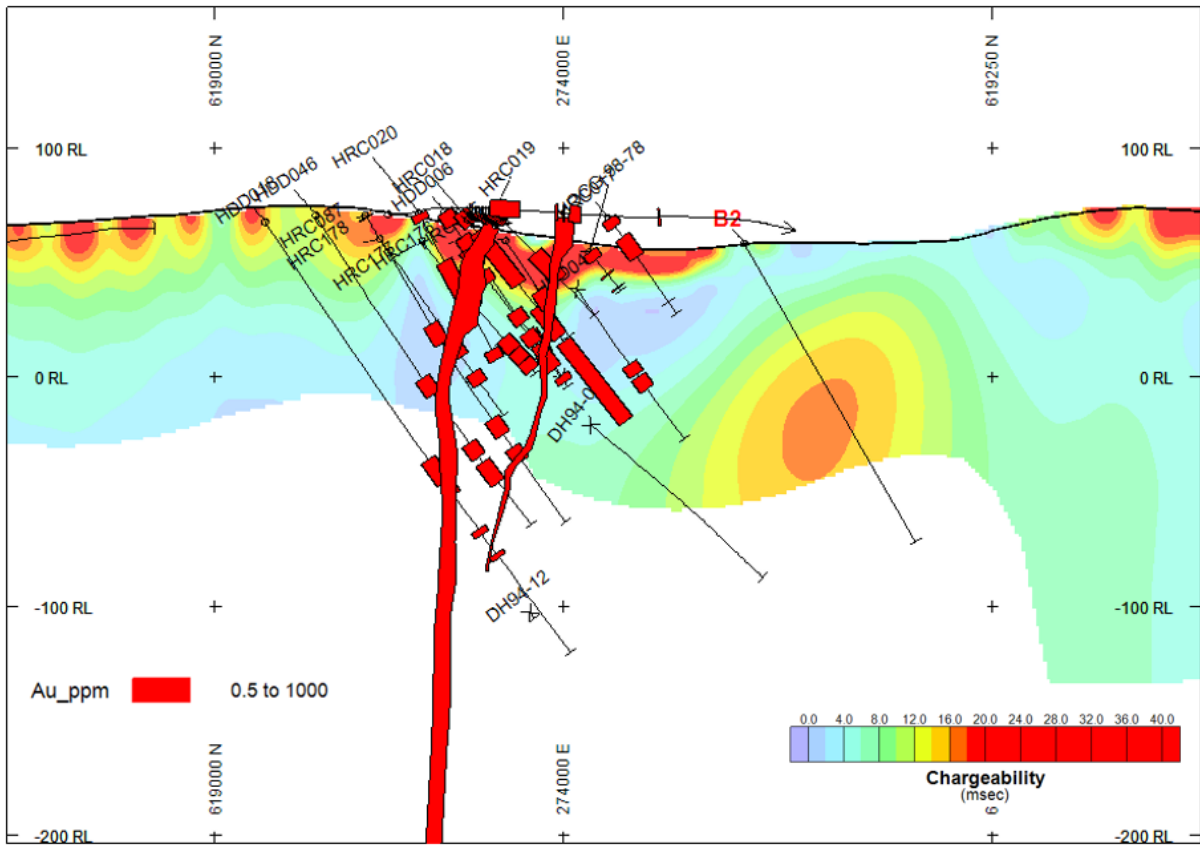 619000 N
274000 E
619250 N
100 RL
100 RL
HRC020
HRC018
HRC019
HDD046
HDD006
HRC087
HRC178
B2
0 RL
0 RL
DH94-12
-100 RL
-100 RL
Au_ppm 0.5 to 1000
0.0 4.0 8.0 12.0 16.0 20.0 24.0 28.0 32.0 36.0 40.0
Chargeability
(msec)
619000 N
274000 E
6
-200 RL
-200 RL